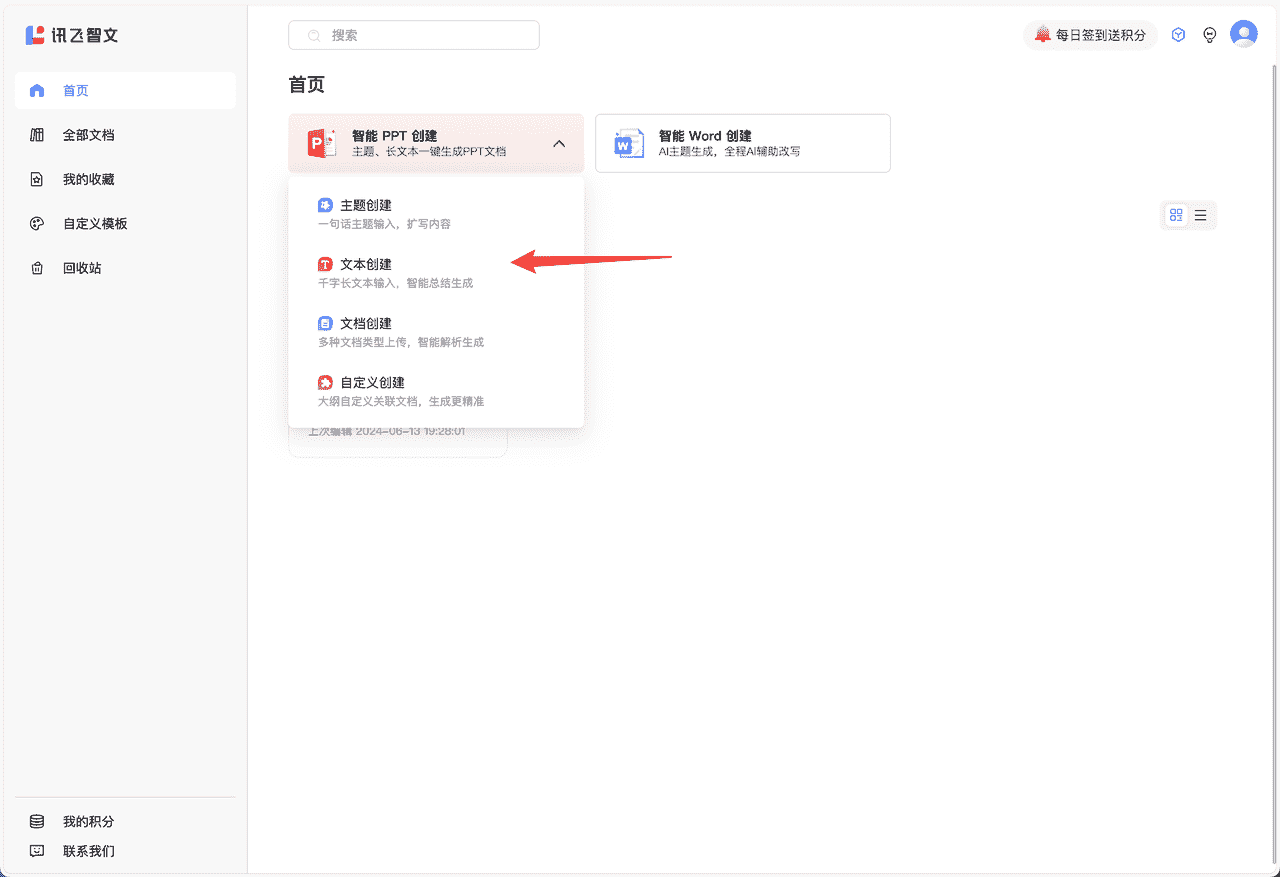 讯飞智文
搜索
每日签到送积分
首页
全部文档
我的收藏
自定义模板
回收站
首页
智能 PPT 创建
主题、长文本一键生成PPT文档
智能 Word 创建
AI主题生成，全程AI辅助改写
主题创建
一句话主题输入，扩写内容
文本创建
千字长文本输入，智能总结生成
文档创建
多种文档类型上传，智能解析生成
自定义创建
大纲自定义关联文档，生成更精准
上次编辑 2024-06-13 19:28:01
我的积分
联系我们